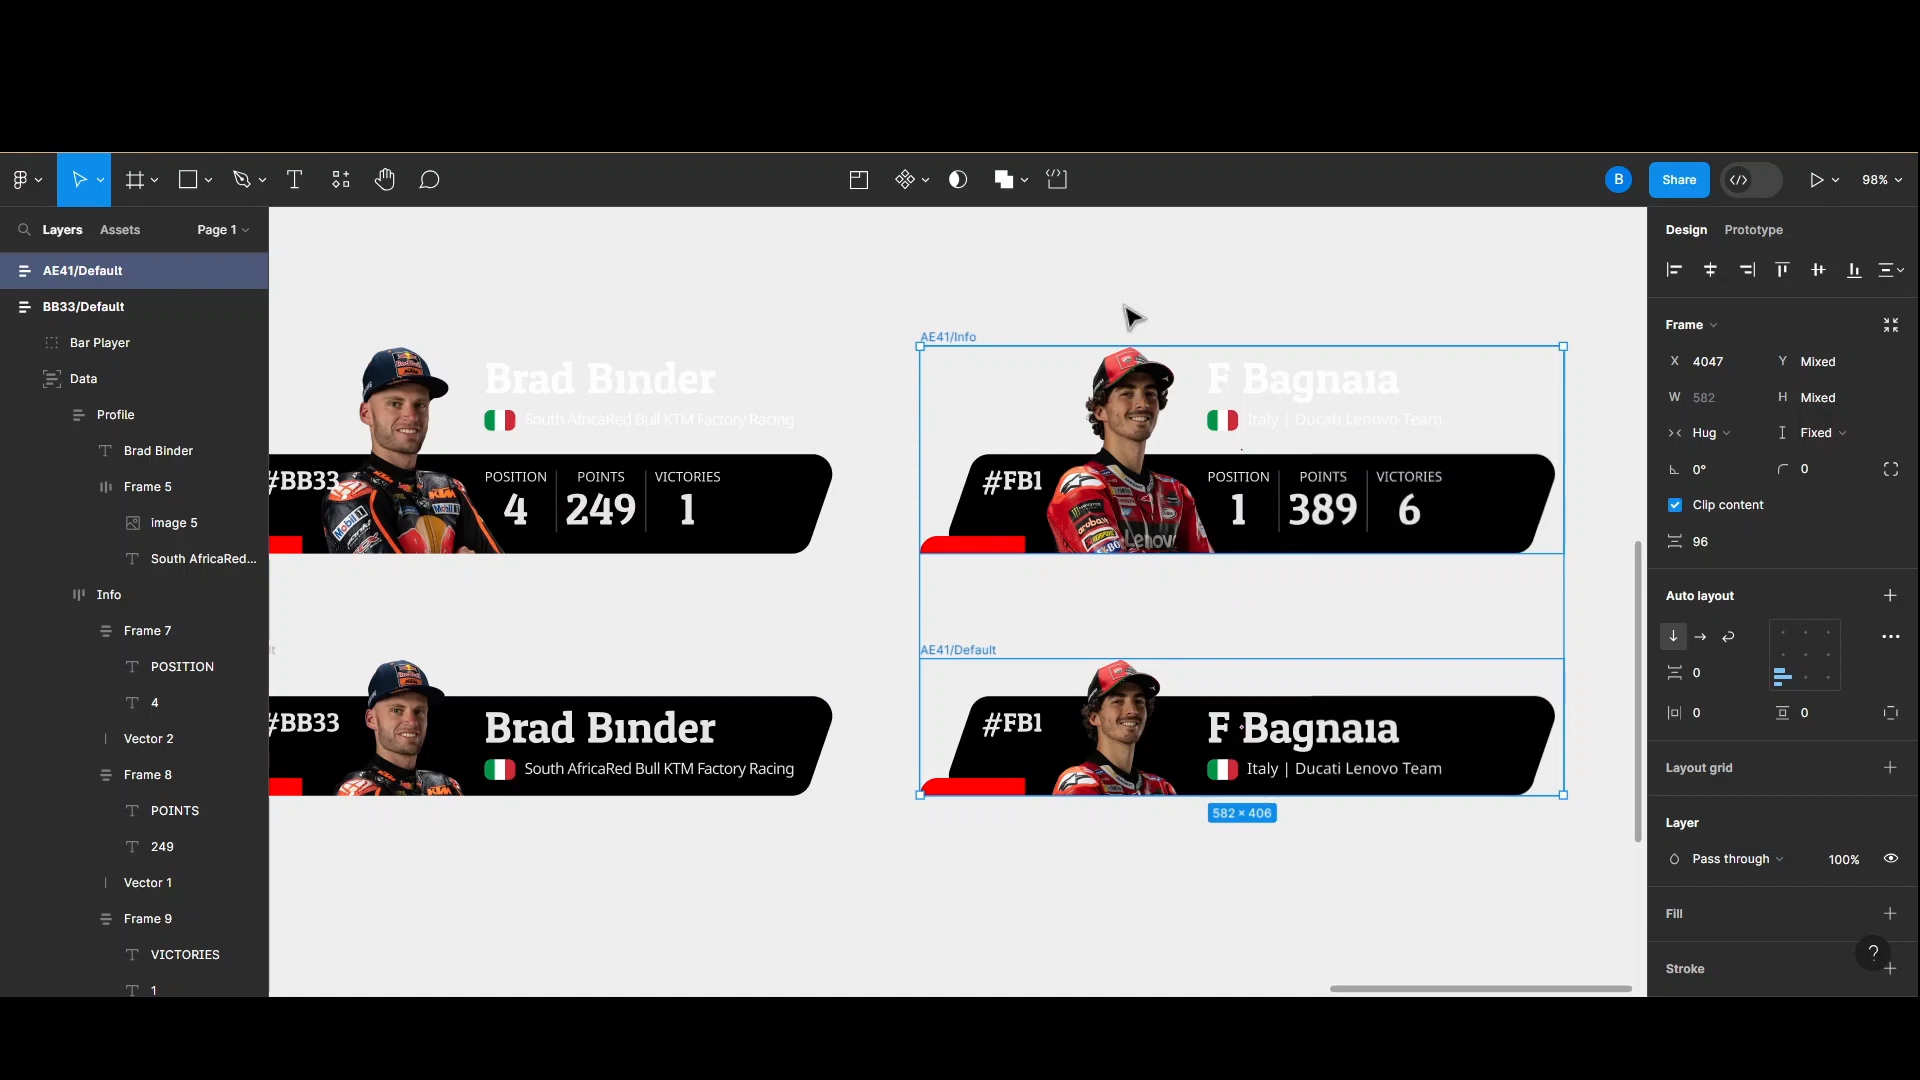 B
Share
98%
Layers
Assets
Page 1
Design
Prototype
AE41/Default
BB33/Default
Bar Player
Data
Profile
Brad Binder
Frame 5
image 5
South AfricaRed...
Info
Frame 7
POSITION
4
Vector 2
Frame 8
POINTS
249
Vector 1
Frame 9
VICTORIES
1
Brad Binder
South AfricaRed Bull KTM Factory Racing
#BB33
POSITION
POINTS
VICTORIES
4
249
1
AE41/Info
F Bagnaia
Italy | Ducati Lenovo Team
#FB1
POSITION
POINTS
VICTORIES
1
389
6
#BB33
Brad Binder
South AfricaRed Bull KTM Factory Racing
AE41/Default
#FB1
F Bagnaia
Italy | Ducati Lenovo Team
582 × 406
Frame
X 4047
Y Mixed
W 582
H Mixed
Hug
Fixed
0°
0
Clip content
96
Auto layout
0
0
0
Layout grid
Layer
Pass through
100%
Fill
?
Stroke